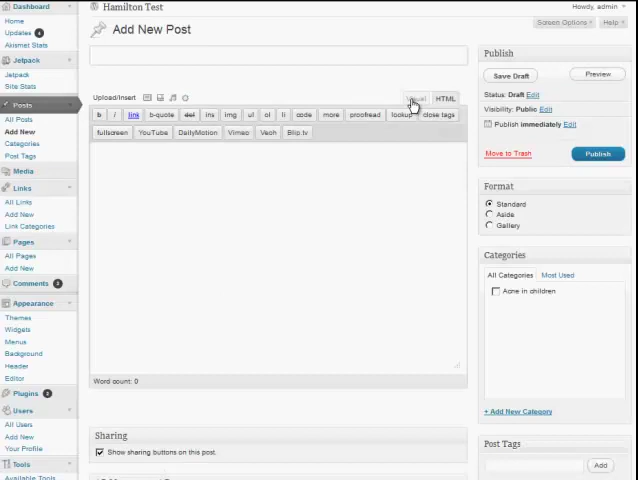 Dashboard
Home
Updates 4
Akismet Stats
Jetpack
Jetpack
Site Stats
Posts
All Posts
Add New
Categories
Post Tags
Media
Links
All Links
Add New
Link Categories
Pages
All Pages
Add New
Comments 3
Appearance
Themes
Widgets
Menus
Background
Header
Editor
Plugins 3
Users
All Users
Add New
Your Profile
Tools
Available Tools
Hamilton Test
Howdy, admin
Add New Post
Screen Options
Help
Upload/Insert
Visual
HTML
b i link b-quote del ins img ul ol li code more proofread lookup close tags
fullscreen YouTube DailyMotion Vimeo Veoh Blip.tv
Word count: 0
Sharing
Show sharing buttons on this post.
Publish
Save Draft
Preview
Status: Draft Edit
Visibility: Public Edit
Publish immediately Edit
Move to Trash
Publish
Format
Standard
Aside
Gallery
Categories
All Categories Most Used
Acne in children
+ Add New Category
Post Tags
Add